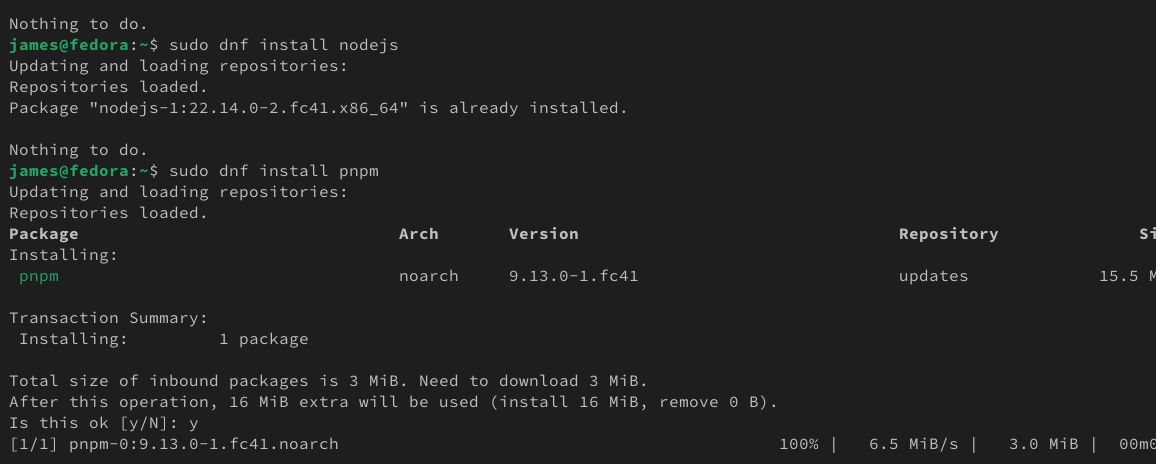 Nothing to do.
james@fedora:~$ sudo dnf install nodejs
Updating and loading repositories:
Repositories loaded.
Package "nodejs-1:22.14.0-2.fc41.x86_64" is already installed.
Nothing to do.
james@fedora:~$ sudo dnf install pnpm
Updating and loading repositories:
Repositories loaded.
Package Arch Version Repository Si
Installing:
pnpm noarch 9.13.0-1.fc41 updates 15.5 M
Transaction Summary:
Installing: 1 package
Total size of inbound packages is 3 MiB. Need to download 3 MiB.
After this operation, 16 MiB extra will be used (install 16 MiB, remove 0 B).
Is this ok [y/N]: y
[1/1] pnpm-0:9.13.0-1.fc41.noarch 100% | 6.5 MiB/s | 3.0 MiB | 00m0